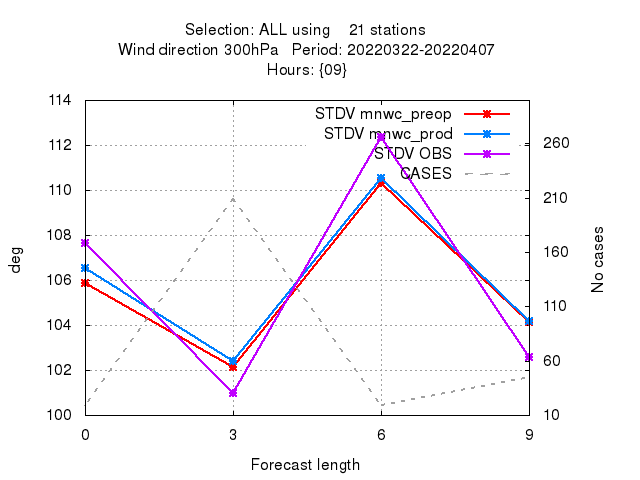 Selection: ALL using 21 stations
Wind direction 300hPa Period: 20220322-20220407
Hours: {09}
STDV mnwc_preop
STDV mnwc_prod
STDV OBS
CASES
deg
114
112
110
108
106
104
102
100
260
210
160
110
60
10
No cases
0 3 6 9
Forecast length